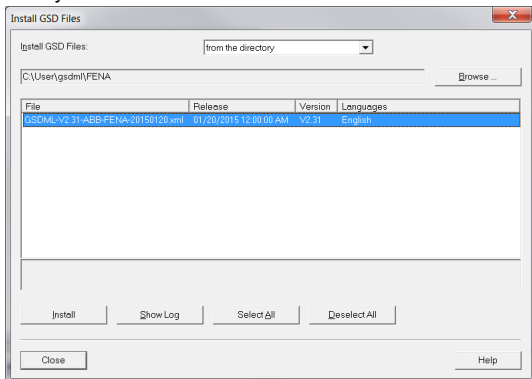 Install GSD Files
Install GSD Files:
from the directory
C:\User\gsdml\FENA
Browse ...
File Release Version Languages
GSDML-V2.31-ABB-FENA-20150120.xml 01/20/2015 12:00:00 AM V2.31 English
Install Show Log Select All Deselect All
Close Help